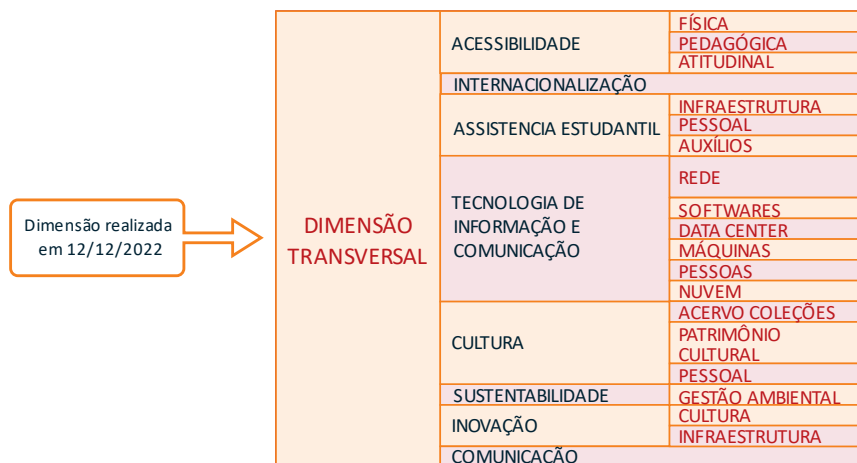 Dimensão realizada
em 12/12/2022
DIMENSÃO
TRANSVERSAL
ACESSIBILIDADE
FÍSICA
PEDAGÓGICA
ATITUDINAL
INTERNACIONALIZAÇÃO
ASSISTENCIA ESTUDANTIL
INFRAESTRUTURA
PESSOAL
AUXÍLIOS
TECNOLOGIA DE
INFORMAÇÃO E
COMUNICAÇÃO
REDE
SOFTWARES
DATA CENTER
MÁQUINAS
PESSOAS
NUVEM
CULTURA
ACERVO COLEÇÕES
PATRIMÔNIO
CULTURAL
PESSOAL
SUSTENTABILIDADE
GESTÃO AMBIENTAL
INOVAÇÃO
CULTURA
INFRAESTRUTURA
COMUNICAÇÃO